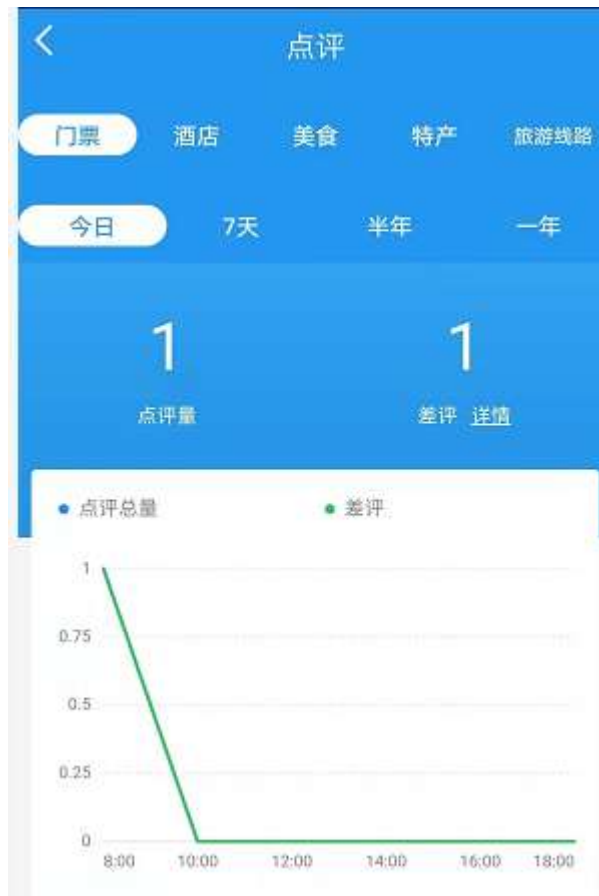 点评
门票 酒店 美食 特产 旅游线路
今日 7天 半年 一年
1 1
点评量 差评 详情
点评总量 差评
1
0.75
0.5
0.25
0
8:00 10:00 12:00 14:00 16:00 18:00